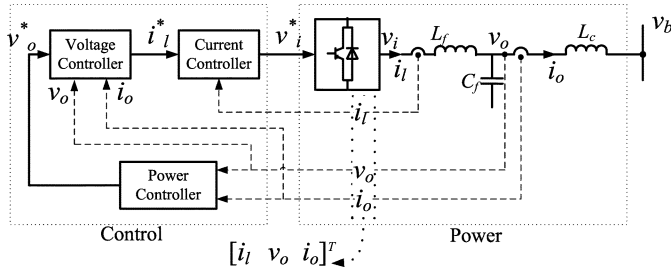 v*o
Voltage Controller
i*l
Current Controller
v*i
vi
il
Lf
vo
io
Lc
vb
Cf
vo
io
il
Power Controller
vo
io
Control
Power
[il vo io]T